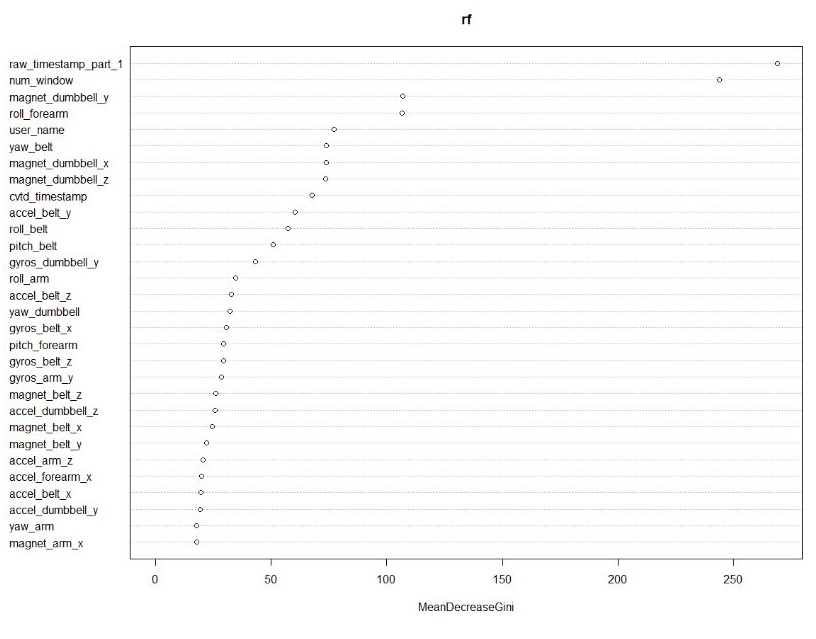 rf
raw_timestamp_part_1
num_window
magnet_dumbbell_y
roll_forearm
user_name
yaw_belt
magnet_dumbbell_x
magnet_dumbbell_z
cvtd_timestamp
accel_belt_y
roll_belt
pitch_belt
gyros_dumbbell_y
roll_arm
accel_belt_z
yaw_dumbbell
gyros_belt_x
pitch_forearm
gyros_belt_z
gyros_arm_y
magnet_belt_z
accel_dumbbell_z
magnet_belt_x
magnet_belt_y
accel_arm_z
accel_forearm_x
accel_belt_x
accel_dumbbell_y
yaw_arm
magnet_arm_x
0 50 100 150 200 250
MeanDecreaseGini